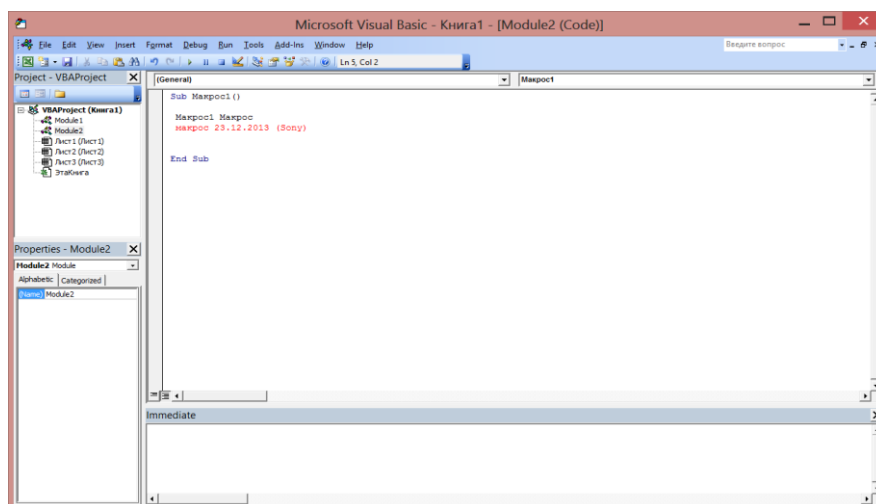 Microsoft Visual Basic - Книга1 - [Module2 (Code)]
File Edit View Insert Format Debug Run Tools Add-Ins Window Help
Введите вопрос
Ln 5, Col 2
Project - VBAProject
(General)
Макрос1
VBAProject (Книга1)
Module1
Module2
Лист1 (Лист1)
Лист2 (Лист2)
Лист3 (Лист3)
ЭтаКнига
Sub Макрос1()
Макрос1 Макрос
макрос 23.12.2013 (Sony)
End Sub
Properties - Module2
Module2 Module
Alphabetic Categorized
(Name) Module2
Immediate